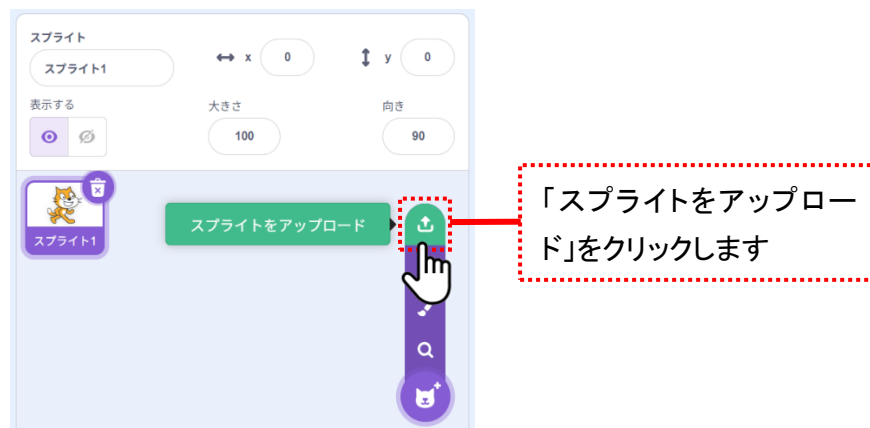 スプライト
スプライト1
x 0
y 0
表示する
大きさ
向き
100
90
スプライト1
スプライトをアップロード
「スプライトをアップロー
ド」をクリックします